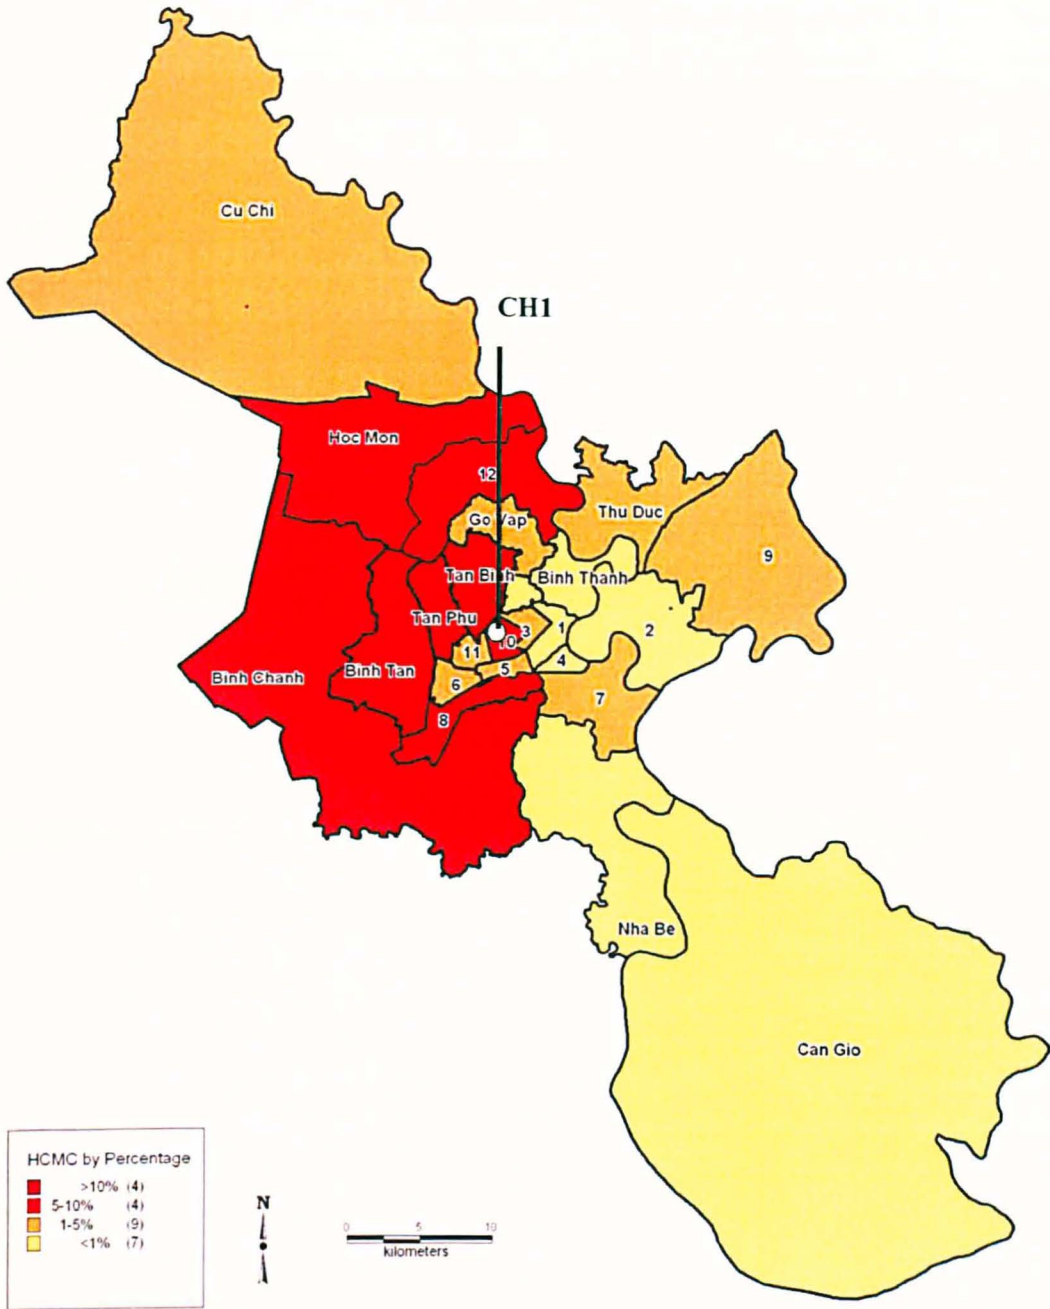 Cu Chi
CH1
Hoc Mon
12
Go Vap
Thu Duc
9
Tan Binh
Binh Thanh
Tan Phu
3
1
2
10
11
4
5
Binh Chanh
Binh Tan
6
7
8
Nha Be
Can Gio
HCMC by Percentage
>10% (4)
5-10% (4)
1-5% (9)
<1% (7)
N
0 5 10
kilometers